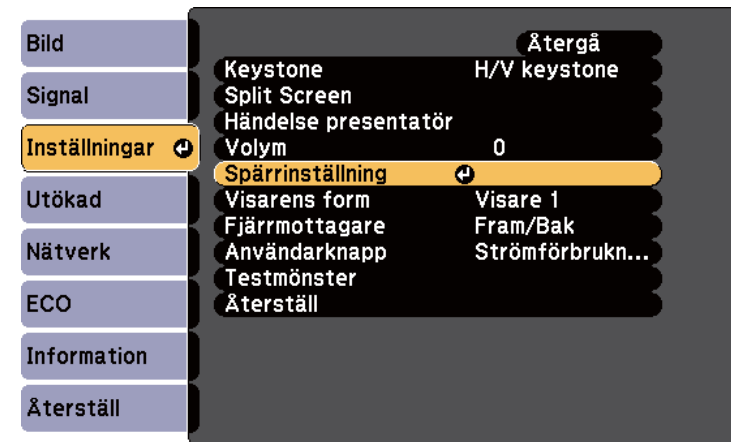 Bild
Signal
Inställningar
Utökad
Nätverk
ECO
Information
Återställ
Återgå
Keystone H/V keystone
Split Screen
Händelse presentatör
Volym 0
Spärrinställning
Visarens form Visare 1
Fjärrmottagare Fram/Bak
Användarknapp Strömförbrukn...
Testmönster
Återställ